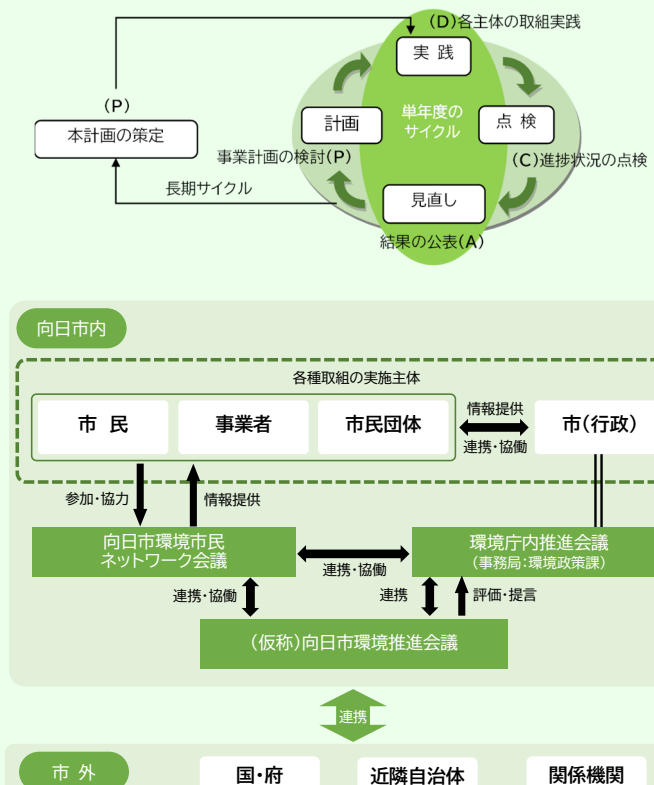 (D)各主体の取組実践
実 践
(P)
本計画の策定
計画
単年度の
サイクル
点 検
事業計画の検討(P)
(C)進捗状況の点検
長期サイクル
見直し
結果の公表(A)
向日市内
各種取組の実施主体
市 民
事業者
市民団体
情報提供
連携・協働
市(行政)
参加・協力
情報提供
向日市環境市民
ネットワーク会議
連携・協働
環境庁内推進会議
(事務局:環境政策課)
連携・協働
連携
評価・提言
(仮称)向日市環境推進会議
連携
市 外
国・府
近隣自治体
関係機関